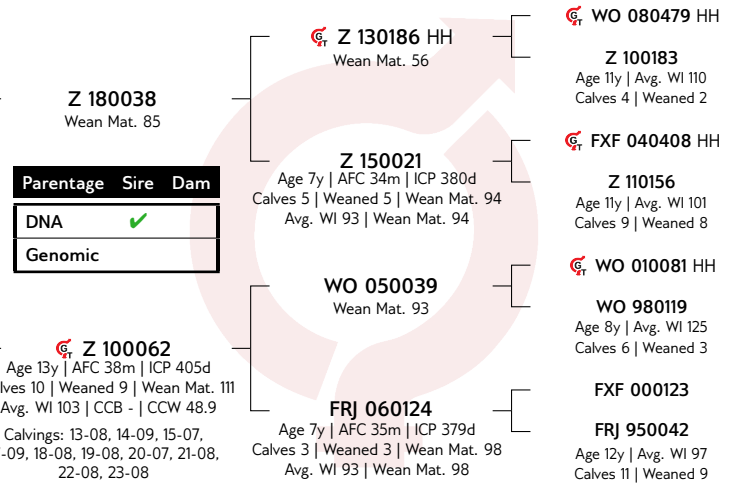 WO 080479 HH
Z 130186 HH
Wean Mat. 56
Z 100183
Age 11y | Avg. WI 110
Calves 4 | Weaned 2
Z 180038
Wean Mat. 85
FXF 040408 HH
Z 150021
Age 7y | AFC 34m | ICP 380d
Calves 5 | Weaned 5 | Wean Mat. 94
Avg. WI 93 | Wean Mat. 94
Z 110156
Age 11y | Avg. WI 101
Calves 9 | Weaned 8
Parentage Sire Dam
DNA ✔
Genomic
WO 010081 HH
WO 050039
Wean Mat. 93
WO 980119
Age 8y | Avg. WI 125
Calves 6 | Weaned 3
Z 100062
Age 13y | AFC 38m | ICP 405d
lves 10 | Weaned 9 | Wean Mat. 111
Avg. WI 103 | CCB - | CCW 48.9
Calvings: 13-08, 14-09, 15-07,
-09, 18-08, 19-08, 20-07, 21-08,
22-08, 23-08
FXF 000123
FRJ 060124
Age 7y | AFC 35m | ICP 379d
Calves 3 | Weaned 3 | Wean Mat. 98
Avg. WI 93 | Wean Mat. 98
FRJ 950042
Age 12y | Avg. WI 97
Calves 11 | Weaned 9